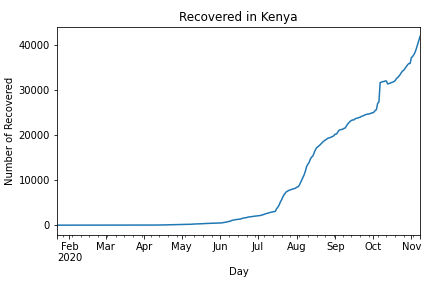 Recovered in Kenya
Number of Recovered
40000
30000
20000
10000
0
Feb Mar Apr May Jun Jul Aug Sep Oct Nov
2020
Day